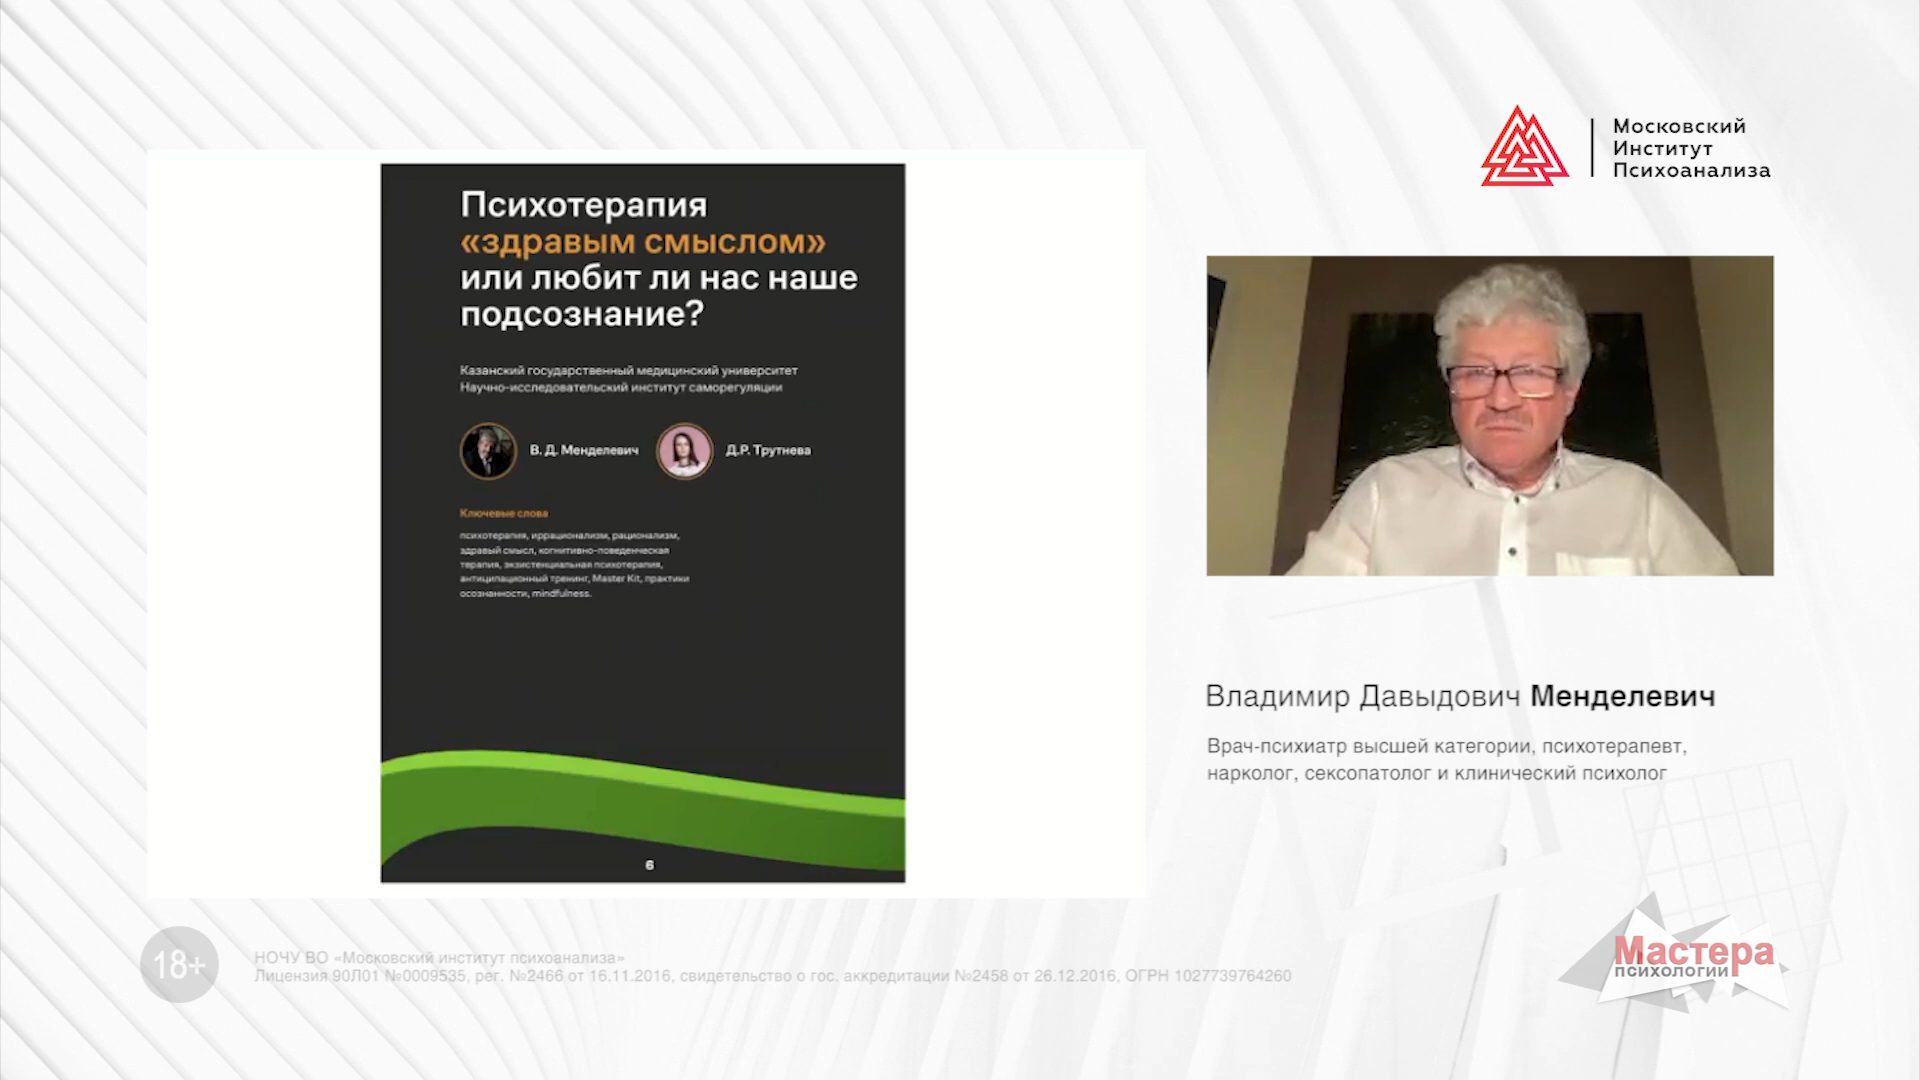 Московский
Институт
Психоанализа
Психотерапия
«здравым смыслом»
или любит ли нас наше
подсознание?
Казанский государственный медицинский университет
Научно-исследовательский институт саморегуляции
В. Д. Менделевич
Д.Р. Трутнева
Ключевые слова
психотерапия, иррационализм, рационализм,
здравый смысл, когнитивно-поведенческая
терапия, экзистенциальная психотерапия,
антиципационный тренинг, Master Kit, практики
осознанности, mindfulness.
6
Владимир Давыдович Менделевич
Врач-психиатр высшей категории, психотерапевт,
нарколог, сексопатолог и клинический психолог
18+
НОЧУ ВО «Московский институт психоанализа»
Лицензия 90Л01 №0009535, рег. №2466 от 16.11.2016, свидетельство о гос. аккредитации №2458 от 26.12.2016, ОГРН 1027739764260
Мастера
психологии